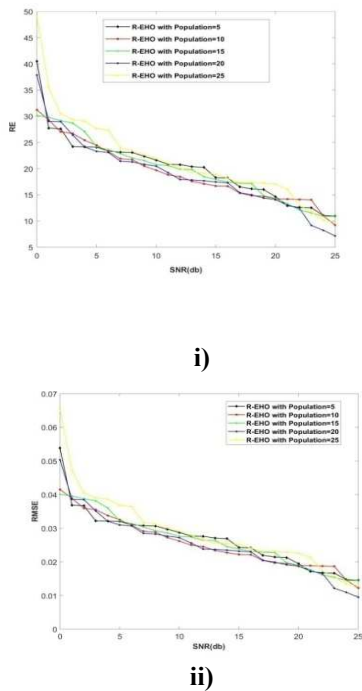 50
45
40
35
30
25
20
15
10
5
RE
R-EHO with Population=5
R-EHO with Population=10
R-EHO with Population=15
R-EHO with Population=20
R-EHO with Population=25
0 5 10 15 20 25
SNR(db)
i)
0.07
0.06
0.05
0.04
0.03
0.02
0.01
0
RMSE
R-EHO with Population=5
R-EHO with Population=10
R-EHO with Population=15
R-EHO with Population=20
R-EHO with Population=25
0 5 10 15 20 25
SNR(db)
ii)